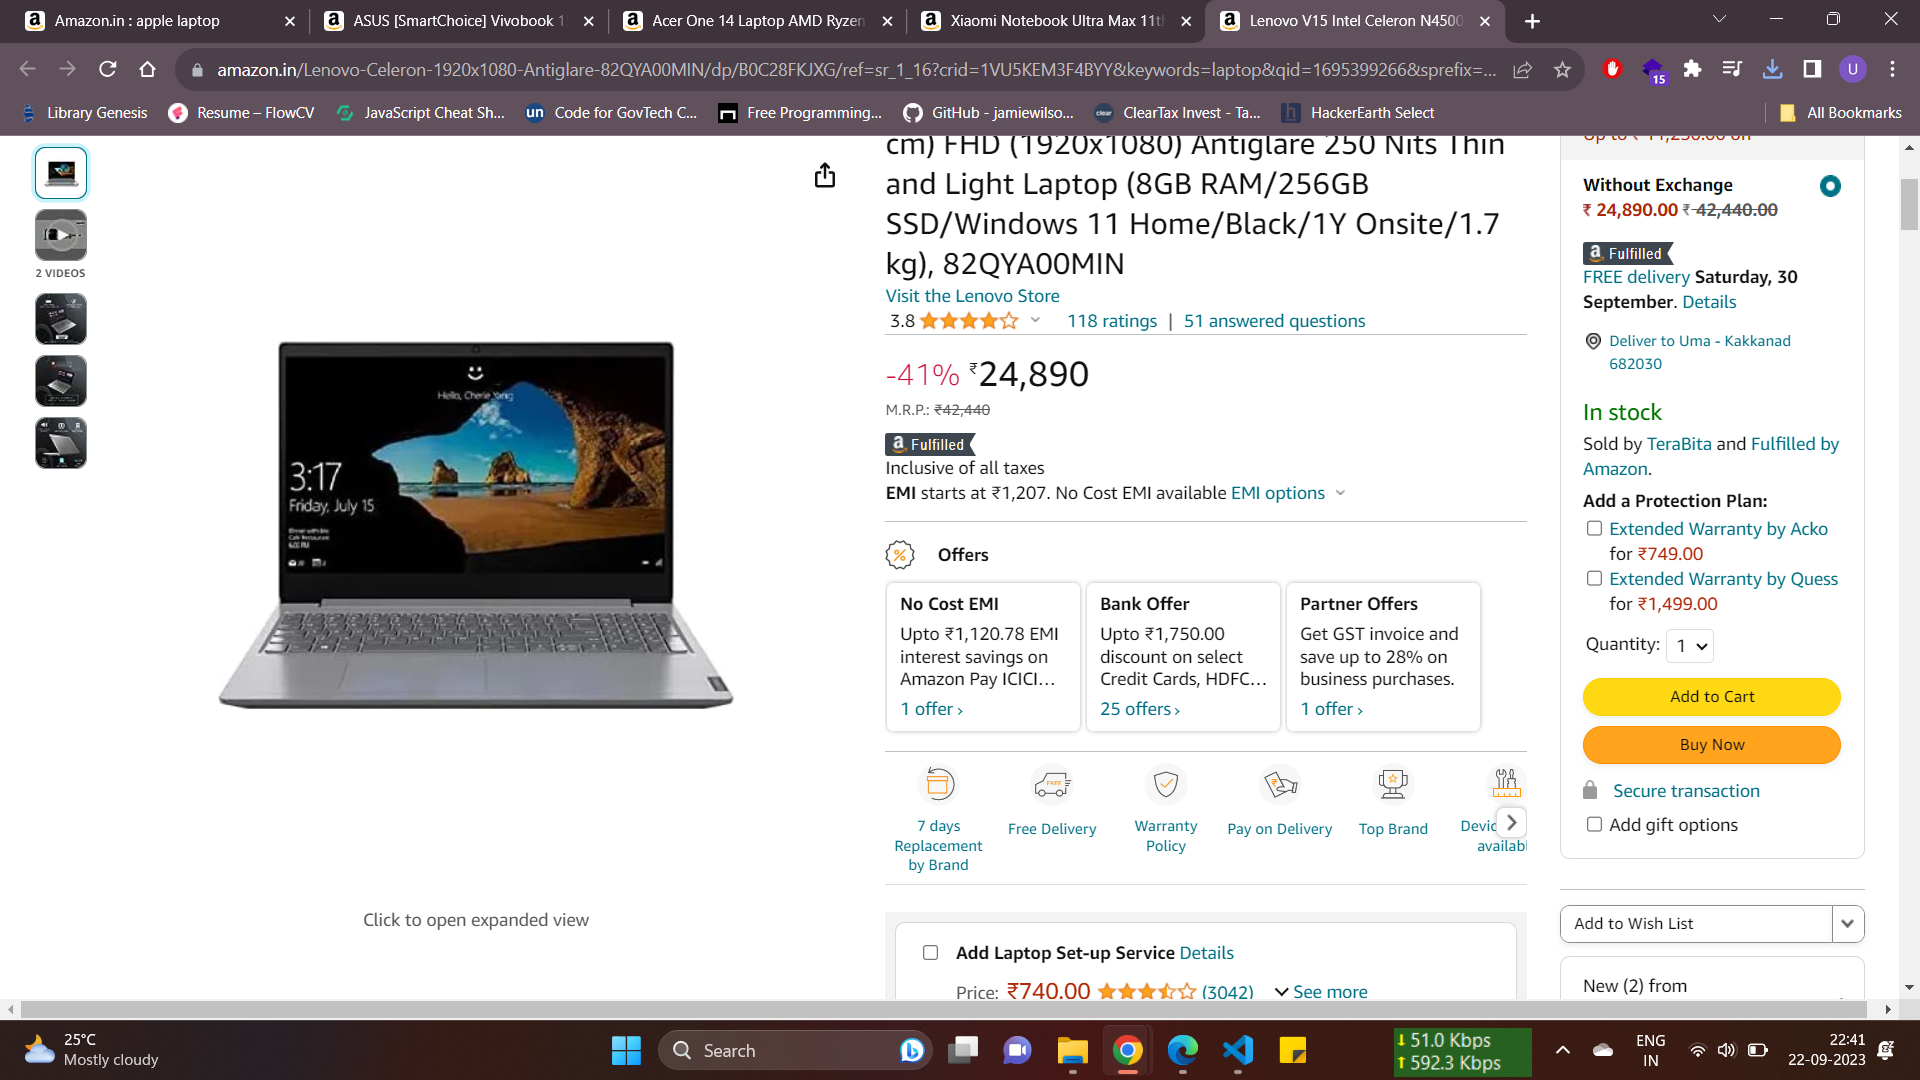 Amazon.in : apple laptop
ASUS [SmartChoice] Vivobook 1
Acer One 14 Laptop AMD Ryzen
Xiaomi Notebook Ultra Max 11th
Lenovo V15 Intel Celeron N4500
amazon.in/Lenovo-Celeron-1920x1080-Antiglare-82QYA00MIN/dp/B0C28FKJXG/ref=sr_1_16?crid=1VU5KEM3F4BYY&keywords=laptop&qid=1695399266&sprefix=...
15
U
Library Genesis
Resume – FlowCV
JavaScript Cheat Sh...
un Code for GovTech C...
Free Programming...
GitHub - jamiewilso...
clear ClearTax Invest - Ta...
h HackerEarth Select
All Bookmarks
2 VIDEOS
Hello, Cherie Yang
3:17
Friday, July 15
Click to open expanded view
cm) FHD (1920x1080) Antiglare 250 Nits Thin
and Light Laptop (8GB RAM/256GB
SSD/Windows 11 Home/Black/1Y Onsite/1.7
kg), 82QYA00MIN
Visit the Lenovo Store
3.8 118 ratings | 51 answered questions
-41% ₹24,890
M.R.P.: ₹42,440
a Fulfilled
Inclusive of all taxes
EMI starts at ₹1,207. No Cost EMI available EMI options
% Offers
No Cost EMI
Upto ₹1,120.78 EMI
interest savings on
Amazon Pay ICICI...
1 offer ›
Bank Offer
Upto ₹1,750.00
discount on select
Credit Cards, HDFC...
25 offers ›
Partner Offers
Get GST invoice and
save up to 28% on
business purchases.
1 offer ›
7 days
Replacement
by Brand
FREE
Free Delivery
Warranty
Policy
Pay on Delivery
Top Brand
Devic
availabl
Add Laptop Set-up Service Details
Price: ₹740.00 (3042) See more
Without Exchange
₹ 24,890.00 ₹ 42,440.00
a Fulfilled
FREE delivery Saturday, 30
September. Details
Deliver to Uma - Kakkanad
682030
In stock
Sold by TeraBita and Fulfilled by
Amazon.
Add a Protection Plan:
Extended Warranty by Acko
for ₹749.00
Extended Warranty by Quess
for ₹1,499.00
Quantity: 1
Add to Cart
Buy Now
Secure transaction
Add gift options
Add to Wish List
New (2) from
25°C
Mostly cloudy
Search
51.0 Kbps
592.3 Kbps
ENG
IN
22:41
22-09-2023